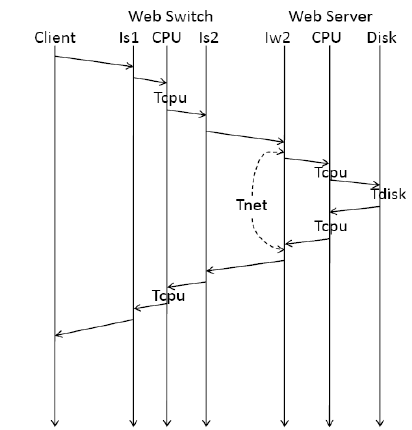 Web Switch Web Server
Client Is1 CPU Is2 Iw2 CPU Disk
Tcpu
Tcpu
Tdisk
Tnet
Tcpu
Tcpu